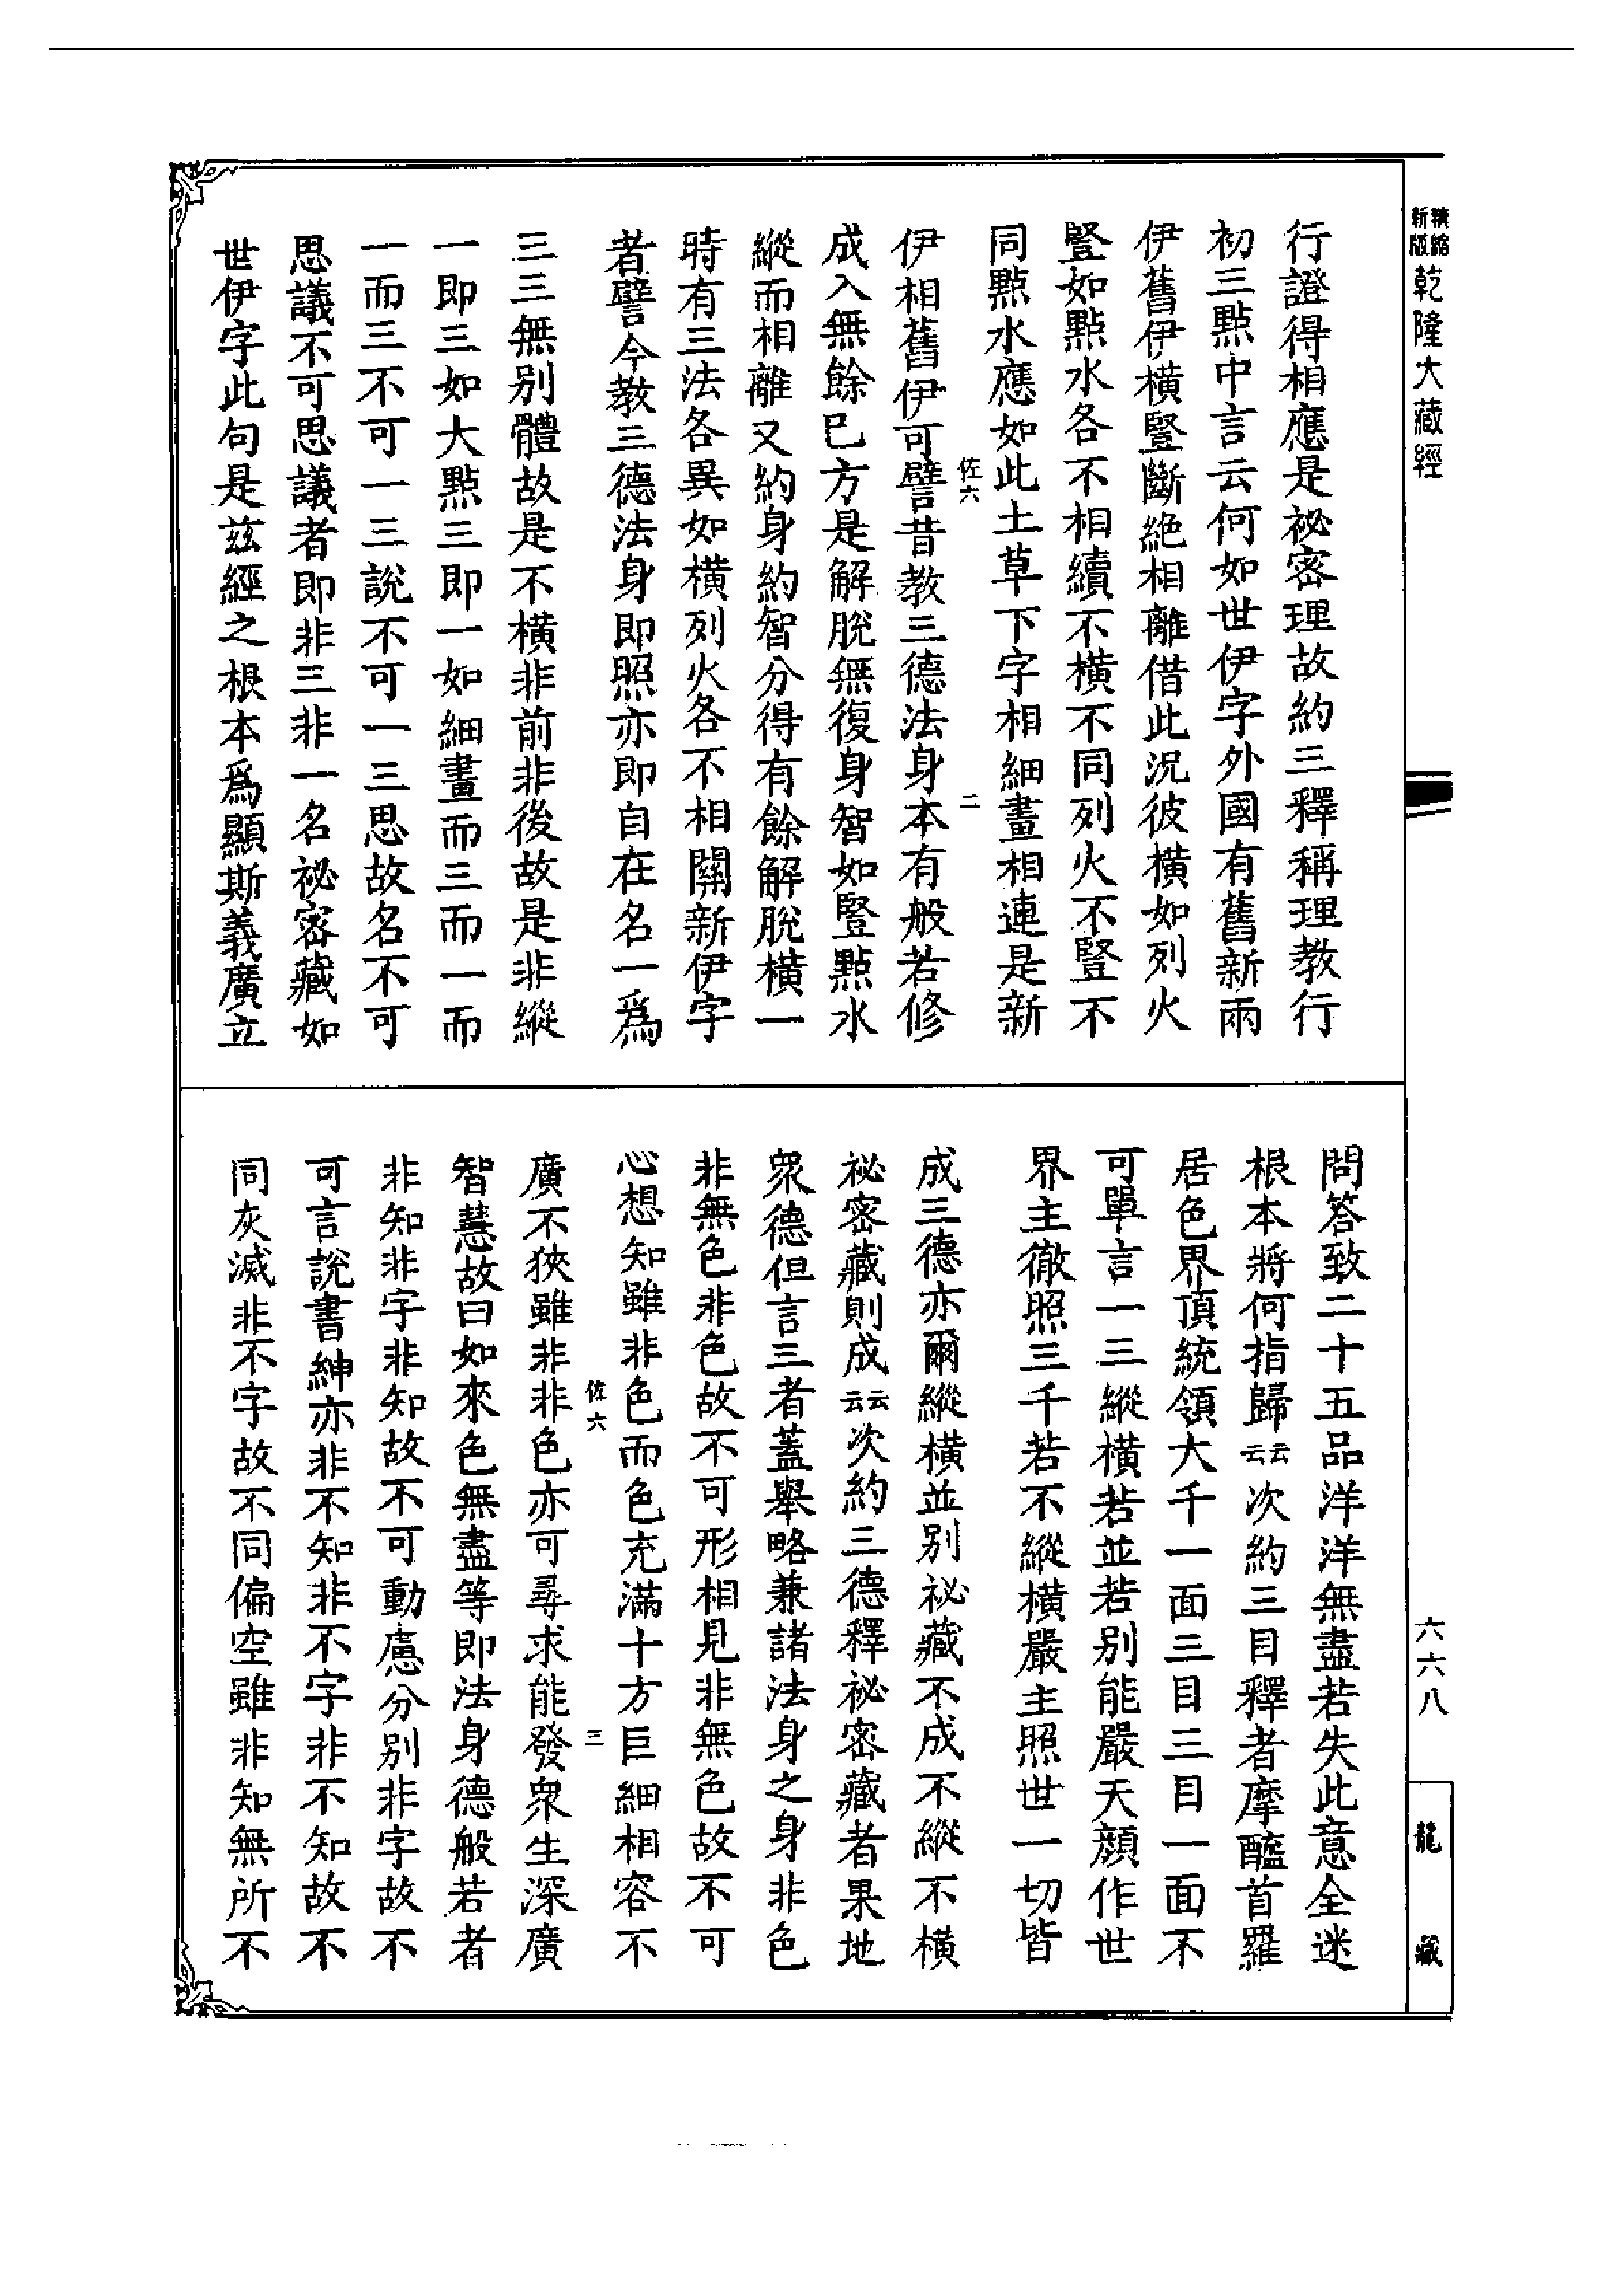 精縮新版乾隆大藏經
行證得相應是祕密理故約三釋稱理教行
初三點中言云何如世伊字外國有舊新兩
伊舊伊橫豎斷絶相離借此況彼橫如列火
豎如點水各不相續不橫不同列火不豎不
同點水應如此土草下字相細畫相連是新
佐六 二
伊相舊伊可譬昔教三德法身本有般若修
成入無餘已方是解脫無復身智如豎點水
縱而相離又約身約智分得有餘解脫橫一
時有三法各異如橫列火各不相關新伊字
者譬今教三德法身即照亦即自在名一為
三三無別體故是不橫非前非後故是非縱
一即三如大點三即一如細畫而三而一而
一而三不可一三說不可一三思故名不可
思議不可思議者即非三非一名祕密藏如
世伊字此句是茲經之根本為顯斯義廣立
問答致二十五品洋洋無盡若失此意全迷
根本將何指歸云云次約三目釋者摩醯首羅
居色界頂統領大千一面三目三目一面不
可單言一三縱橫若並若別能嚴天顏作世
界主徹照三千若不縱橫嚴主照世一切皆
成三德亦爾縱橫並別祕藏不成不縱不橫
祕密藏則成云云次約三德釋祕密藏者果地
眾德但言三者蓋舉略兼諸法身之身非色
非無色非色故不可形相見非無色故不可
心想知雖非色而色充滿十方巨細相容不
佐六 三
廣不狹雖非非色亦可尋求能發眾生深廣
智慧故曰如來色無盡等即法身德般若者
非知非字非知故不可動慮分別非字故不
可言說書紳亦非不知非不字非不知故不
同灰滅非不字故不同偏空雖非知無所不
六六八
龍藏